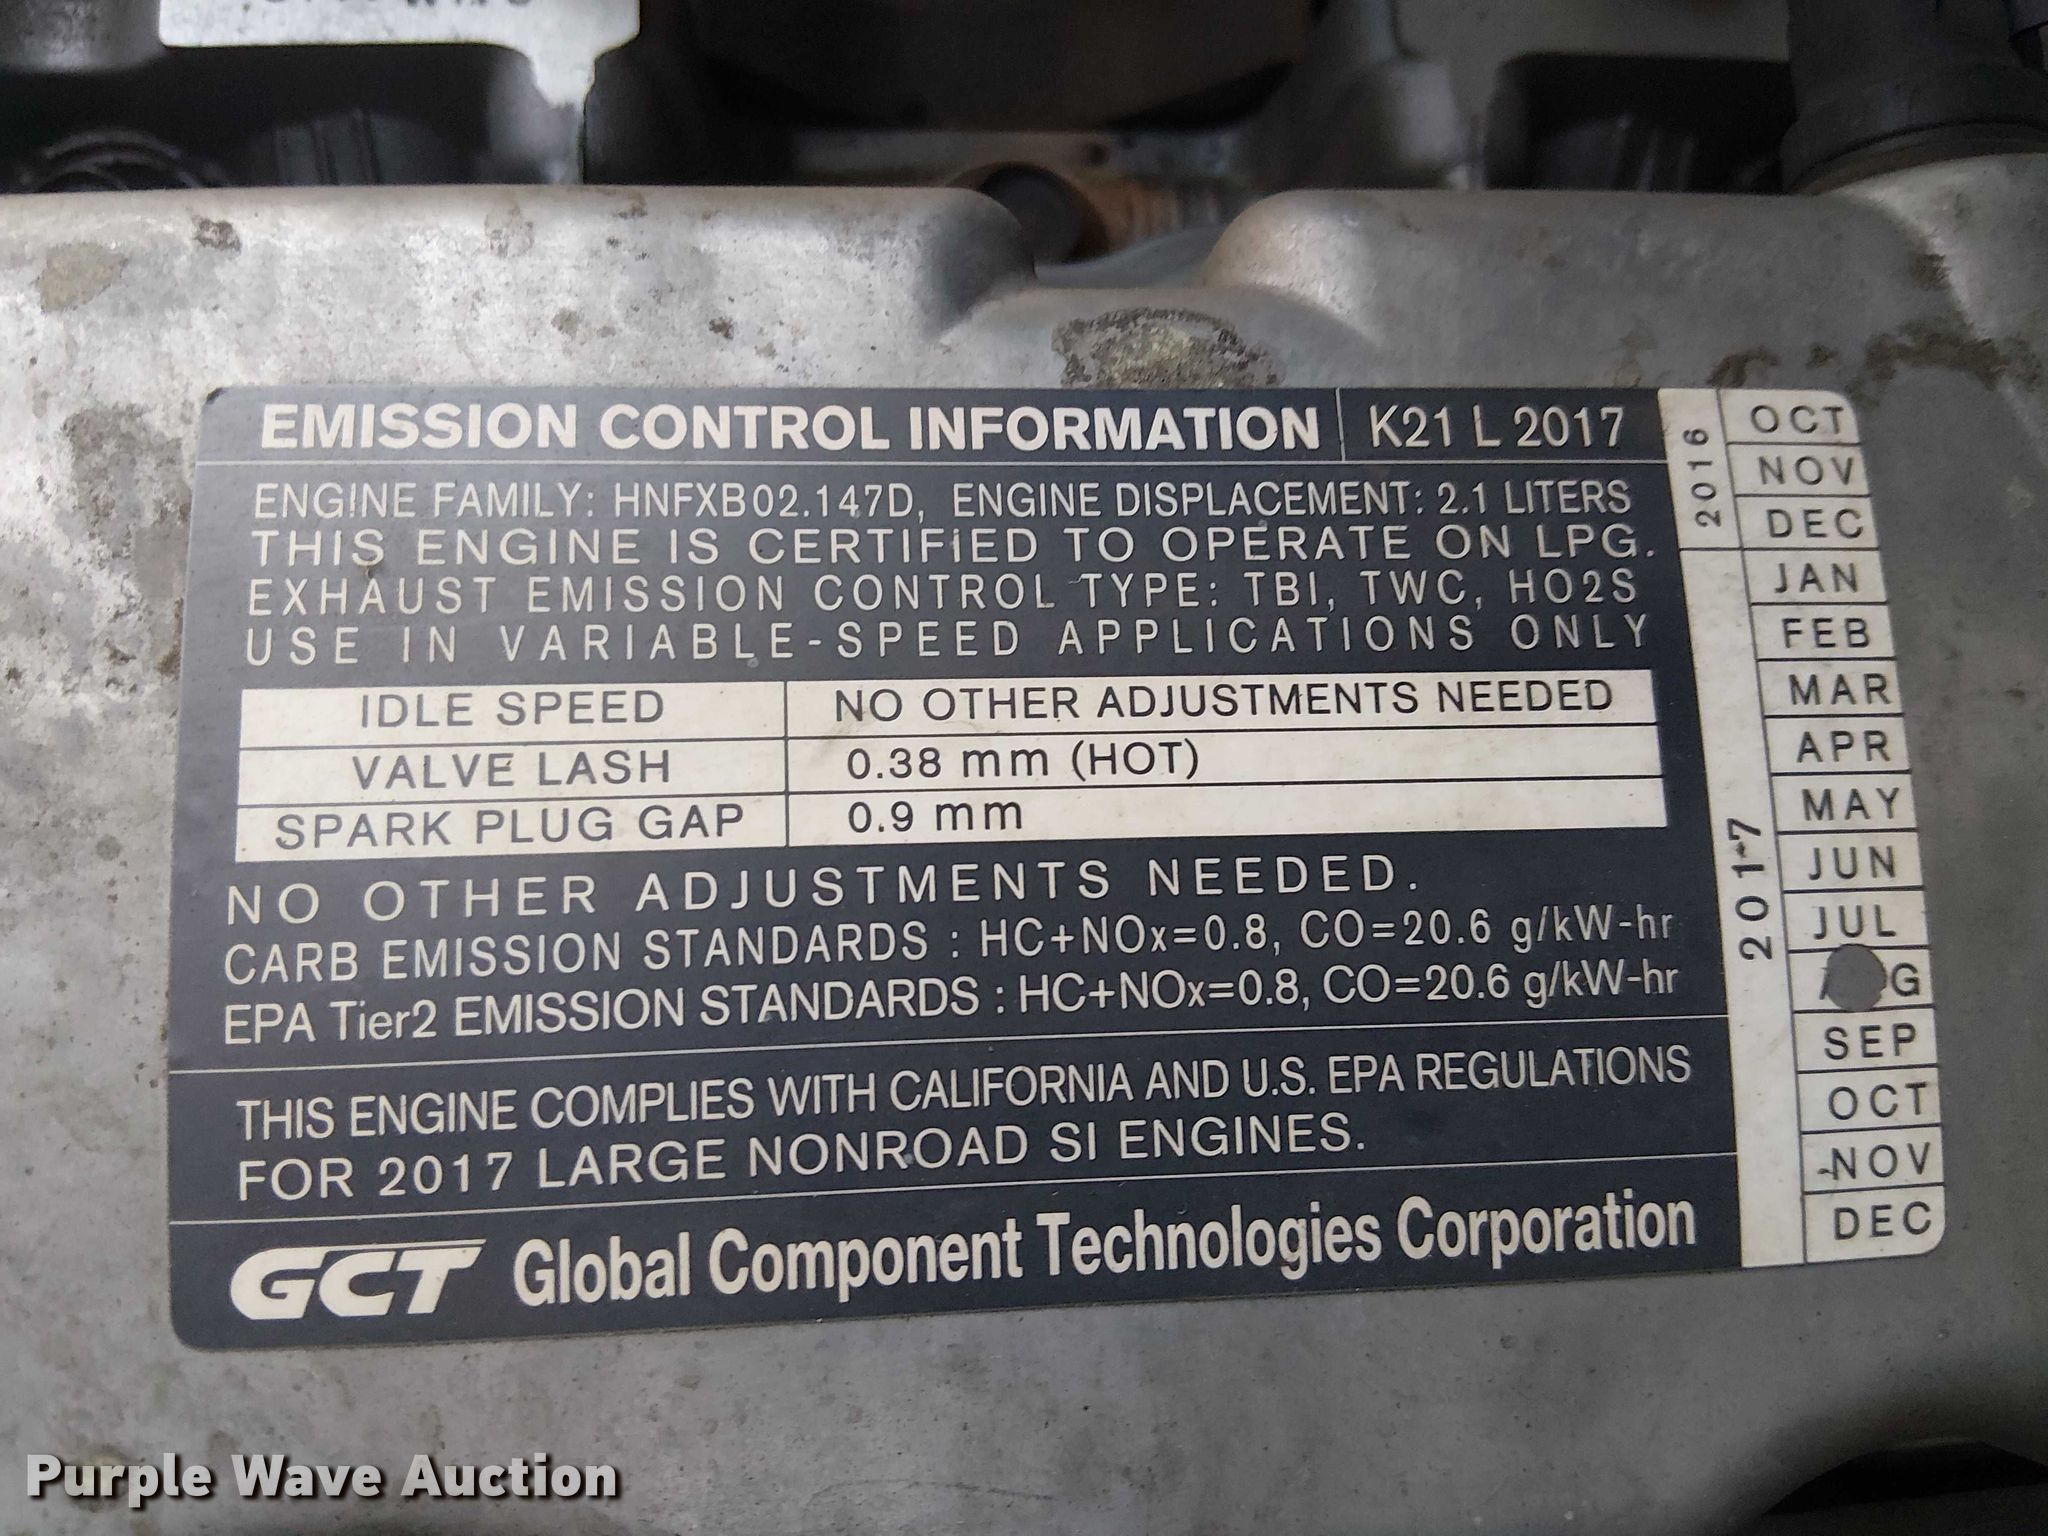 EMISSION CONTROL INFORMATION K21 L 2017
ENGINE FAMILY: HNFXB02.147D, ENGINE DISPLACEMENT: 2.1 LITERS
THIS ENGINE IS CERTIFIED TO OPERATE ON LPG.
EXHAUST EMISSION CONTROL TYPE: TBI, TWC, HO2S
USE IN VARIABLE-SPEED APPLICATIONS ONLY
IDLE SPEED NO OTHER ADJUSTMENTS NEEDED
VALVE LASH 0.38 mm (HOT)
SPARK PLUG GAP 0.9 mm
NO OTHER ADJUSTMENTS NEEDED.
CARB EMISSION STANDARDS : HC+NOx=0.8, CO=20.6 g/kW-hr
EPA Tier2 EMISSION STANDARDS : HC+NOx=0.8, CO=20.6 g/kW-hr
THIS ENGINE COMPLIES WITH CALIFORNIA AND U.S. EPA REGULATIONS
FOR 2017 LARGE NONROAD SI ENGINES.
GCT Global Component Technologies Corporation
2016
OCT
NOV
DEC
2017
JAN
FEB
MAR
APR
MAY
JUN
JUL
SEP
OCT
NOV
DEC
Purple Wave Auction